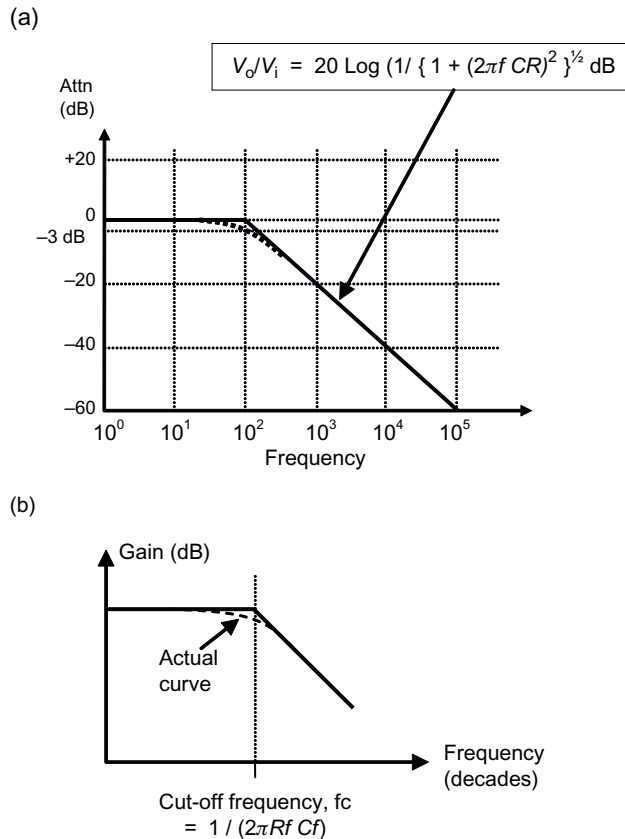 (a)
V_o/V_i = 20 Log (1/ { 1 + (2πf CR)² }^½ dB
Attn
(dB)
+20
0
–3 dB
–20
–40
–60
10⁰ 10¹ 10² 10³ 10⁴ 10⁵
Frequency
(b)
Gain (dB)
Actual
curve
Frequency
(decades)
Cut-off frequency, fc
= 1 / (2πRf Cf)